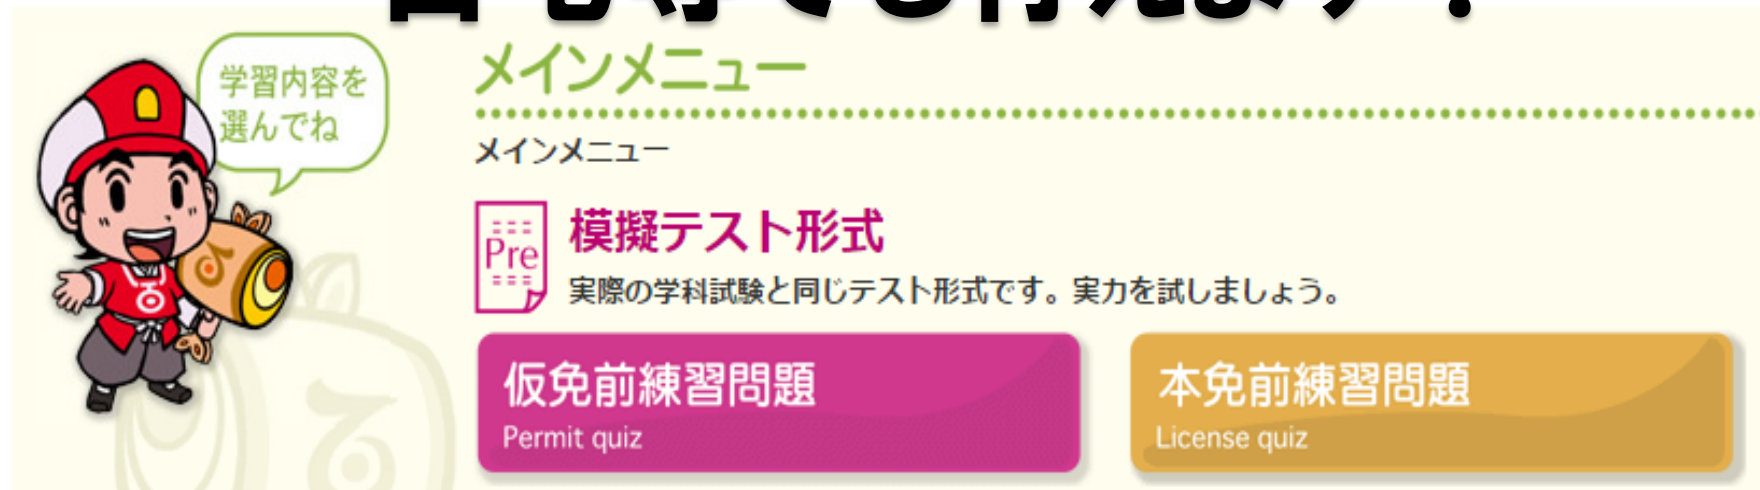 学習内容を
選んでね
メインメニュー
メインメニュー
Pre
模擬テスト形式
実際の学科試験と同じテスト形式です。実力を試しましょう。
仮免前練習問題
Permit quiz
本免前練習問題
License quiz